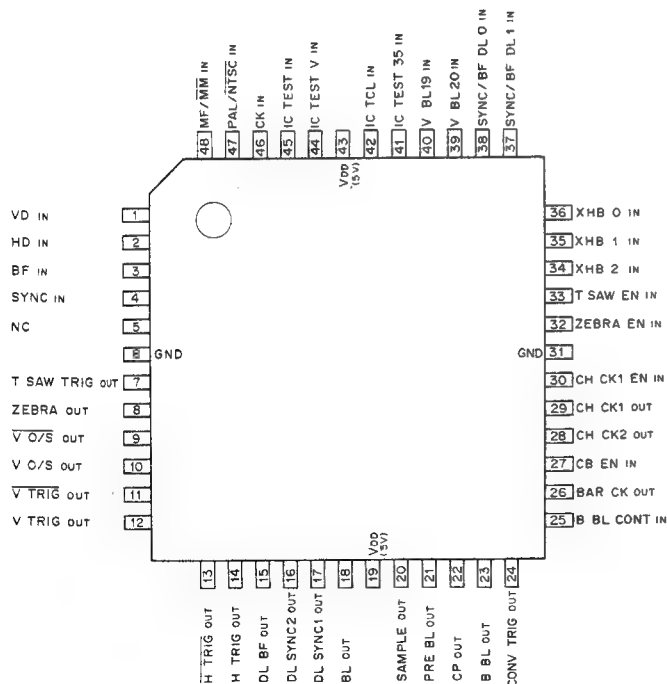 48 MF/MM IN
47 PAL/NTSC IN
46 CK IN
45 IC TEST IN
44 IC TEST V IN
43 VDD (5V)
42 IC TCL IN
41 IC TEST 35 IN
40 V BL19 IN
39 V BL20 IN
38 SYNC/BF DL 0 IN
37 SYNC/BF DL 1 IN
VD IN 1
HD IN 2
BF IN 3
SYNC IN 4
NC 5
6 GND
T SAW TRIG OUT 7
ZEBRA OUT 8
V O/S OUT 9
V O/S OUT 10
V TRIG OUT 11
V TRIG OUT 12
36 XHB 0 IN
35 XHB 1 IN
34 XHB 2 IN
33 T SAW EN IN
32 ZEBRA EN IN
GND 31
30 CH CK1 EN IN
29 CH CK1 OUT
28 CH CK2 OUT
27 CB EN IN
26 BAR CK OUT
25 B BL CONT IN
13 H TRIG OUT
14 H TRIG OUT
15 DL BF OUT
16 DL SYNC2 OUT
17 DL SYNC1 OUT
18 BL OUT
19 VDD (5V)
20 SAMPLE OUT
21 PRE BL OUT
22 CP OUT
23 B BL OUT
24 CONV TRIG OUT